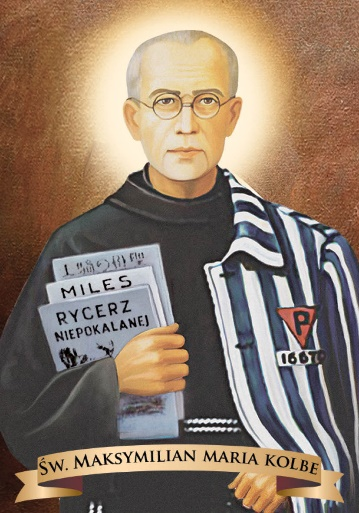 MILES
RYCERZ
NIEPOKALANEJ
P
16670
ŚW. MAKSYMILIAN MARIA KOLBE